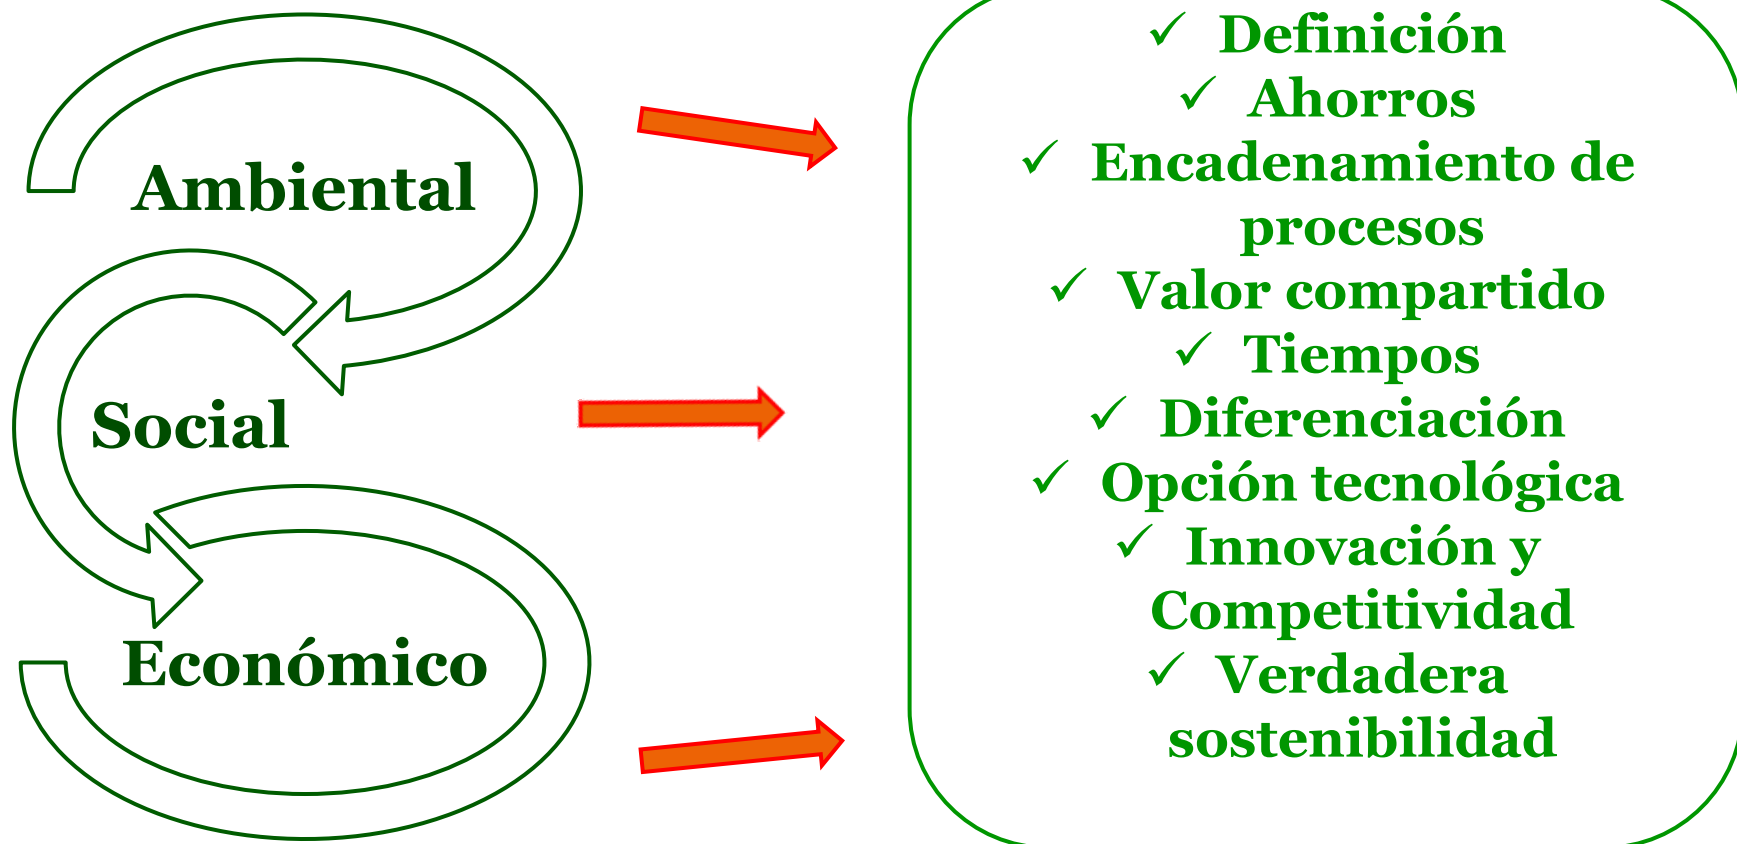 Ambiental
Social
Económico
✓ Definición
✓ Ahorros
✓ Encadenamiento de
procesos
✓ Valor compartido
✓ Tiempos
✓ Diferenciación
✓ Opción tecnológica
✓ Innovación y
Competitividad
✓ Verdadera
sostenibilidad